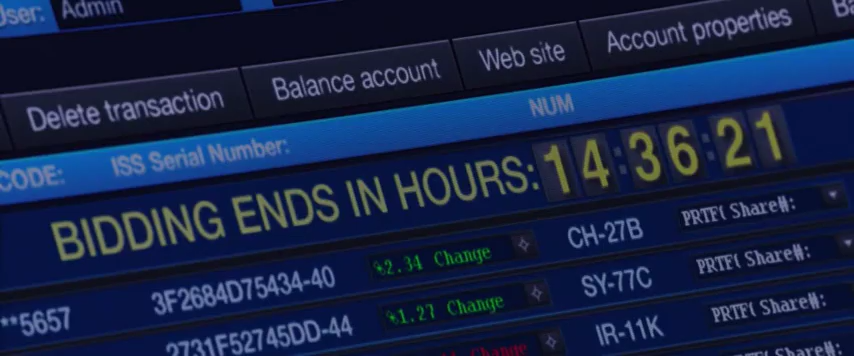 User: Admin
Delete transaction Balance account Web site Account properties
CODE: ISS Serial Number: NUM
BIDDING ENDS IN HOURS: 14:36:21
**5657 3F2684D75434-40 %2.34 Change CH-27B PRTF( Share#:
2731F52745DD-44 %1.27 Change SY-77C PRTF( Share#:
Change IR-11K PRTF( Share#:
Share#: